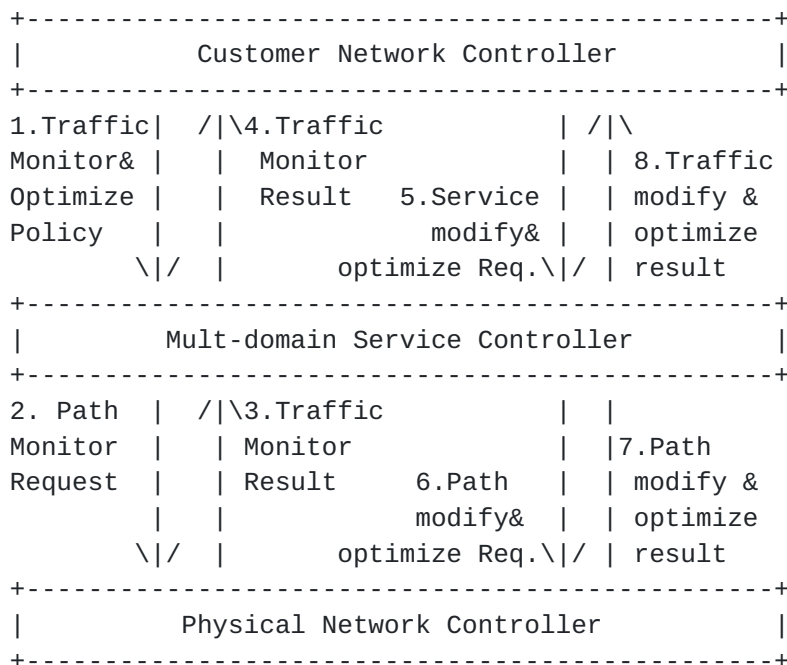 +-------------------------------------------------+
|           Customer Network Controller           |
+-------------------------------------------------+
1.Traffic|  /|\4.Traffic            | /|\
Monitor& |   |  Monitor             |  | 8.Traffic
Optimize |   |  Result   5.Service |  | modify &
Policy   |   |             modify& |  | optimize
        \|/  |       optimize Req.\|/ | result
+-------------------------------------------------+
|         Mult-domain Service Controller          |
+-------------------------------------------------+
2. Path  |  /|\3.Traffic            |  |
Monitor  |   | Monitor              |  |7.Path
Request  |   | Result     6.Path   |  | modify &
         |   |            modify&  |  | optimize
        \|/  |       optimize Req.\|/ | result
+-------------------------------------------------+
|          Physical Network Controller            |
+-------------------------------------------------+